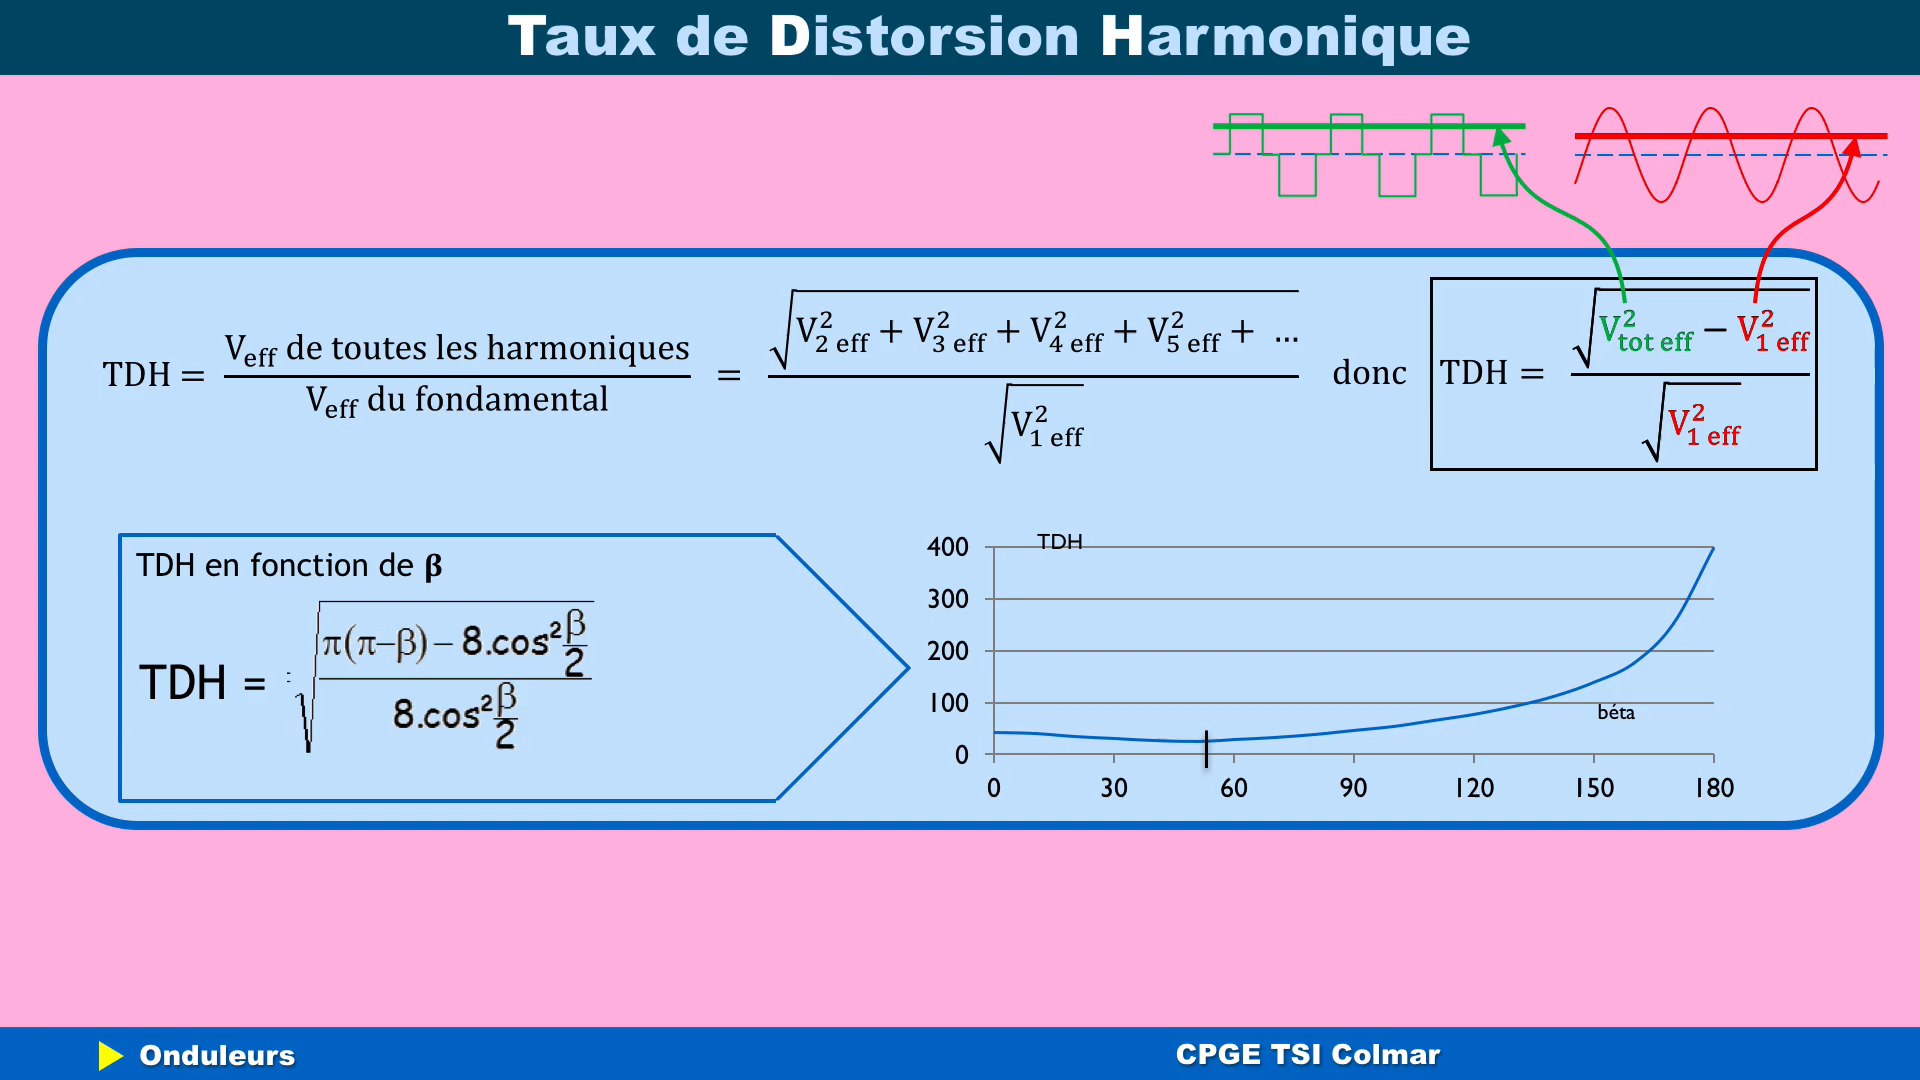 Taux de Distorsion Harmonique
TDH = V_eff de toutes les harmoniques / V_eff du fondamental = √(V²_2 eff + V²_3 eff + V²_4 eff + V²_5 eff + ...) / √(V²_1 eff) donc TDH = √(V²_tot eff − V²_1 eff) / √(V²_1 eff)
TDH en fonction de β
TDH = √((π(π−β) − 8.cos² β/2) / (8.cos² β/2))
TDH
400
300
200
100
0
béta
0 30 60 90 120 150 180
Onduleurs
CPGE TSI Colmar